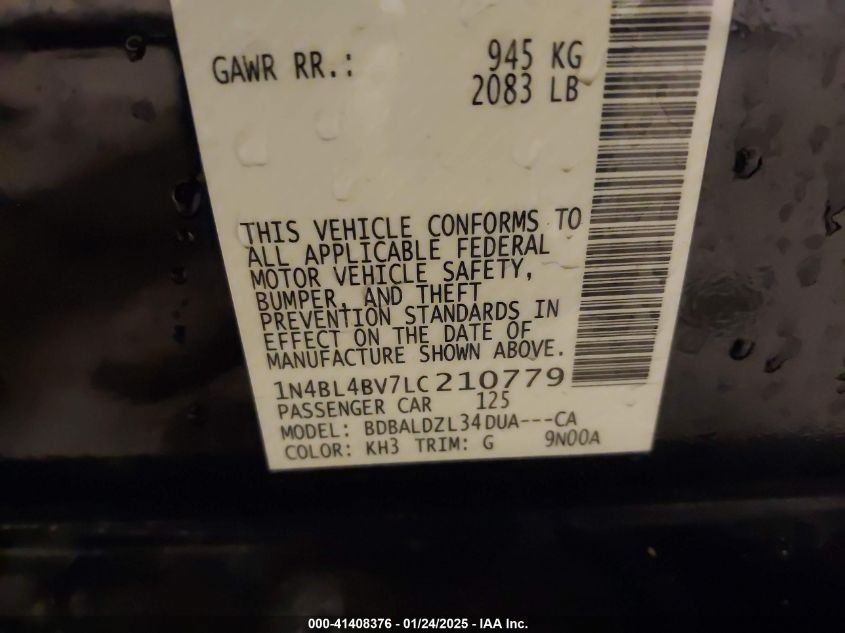 GAWR RR.: 945 KG
2083 LB
THIS VEHICLE CONFORMS TO
ALL APPLICABLE FEDERAL
MOTOR VEHICLE SAFETY,
BUMPER, AND THEFT
PREVENTION STANDARDS IN
EFFECT ON THE DATE OF
MANUFACTURE SHOWN ABOVE.
1N4BL4BV7LC210779
PASSENGER CAR 125
MODEL: BDBALDZL34DUA---CA
COLOR: KH3 TRIM: G 9N00A
000-41408376 - 01/24/2025 - IAA Inc.